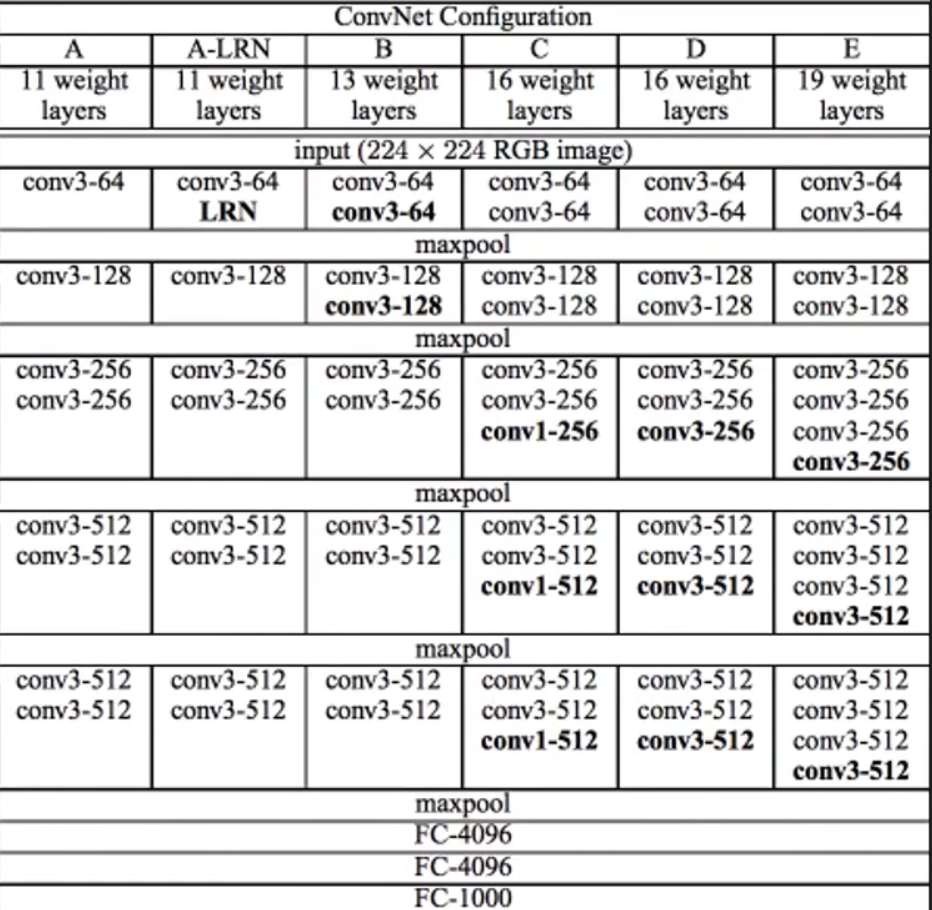 ConvNet Configuration
A A-LRN B C D E
11 weight layers 11 weight layers 13 weight layers 16 weight layers 16 weight layers 19 weight layers
input (224 × 224 RGB image)
conv3-64 conv3-64 conv3-64 conv3-64 conv3-64 conv3-64
LRN conv3-64 conv3-64 conv3-64 conv3-64
maxpool
conv3-128 conv3-128 conv3-128 conv3-128 conv3-128 conv3-128
conv3-128 conv3-128 conv3-128 conv3-128
maxpool
conv3-256 conv3-256 conv3-256 conv3-256 conv3-256 conv3-256
conv3-256 conv3-256 conv3-256 conv3-256 conv3-256 conv3-256
conv1-256 conv3-256 conv3-256
conv3-256
maxpool
conv3-512 conv3-512 conv3-512 conv3-512 conv3-512 conv3-512
conv3-512 conv3-512 conv3-512 conv3-512 conv3-512 conv3-512
conv1-512 conv3-512 conv3-512
conv3-512
maxpool
conv3-512 conv3-512 conv3-512 conv3-512 conv3-512 conv3-512
conv3-512 conv3-512 conv3-512 conv3-512 conv3-512 conv3-512
conv1-512 conv3-512 conv3-512
conv3-512
maxpool
FC-4096
FC-4096
FC-1000